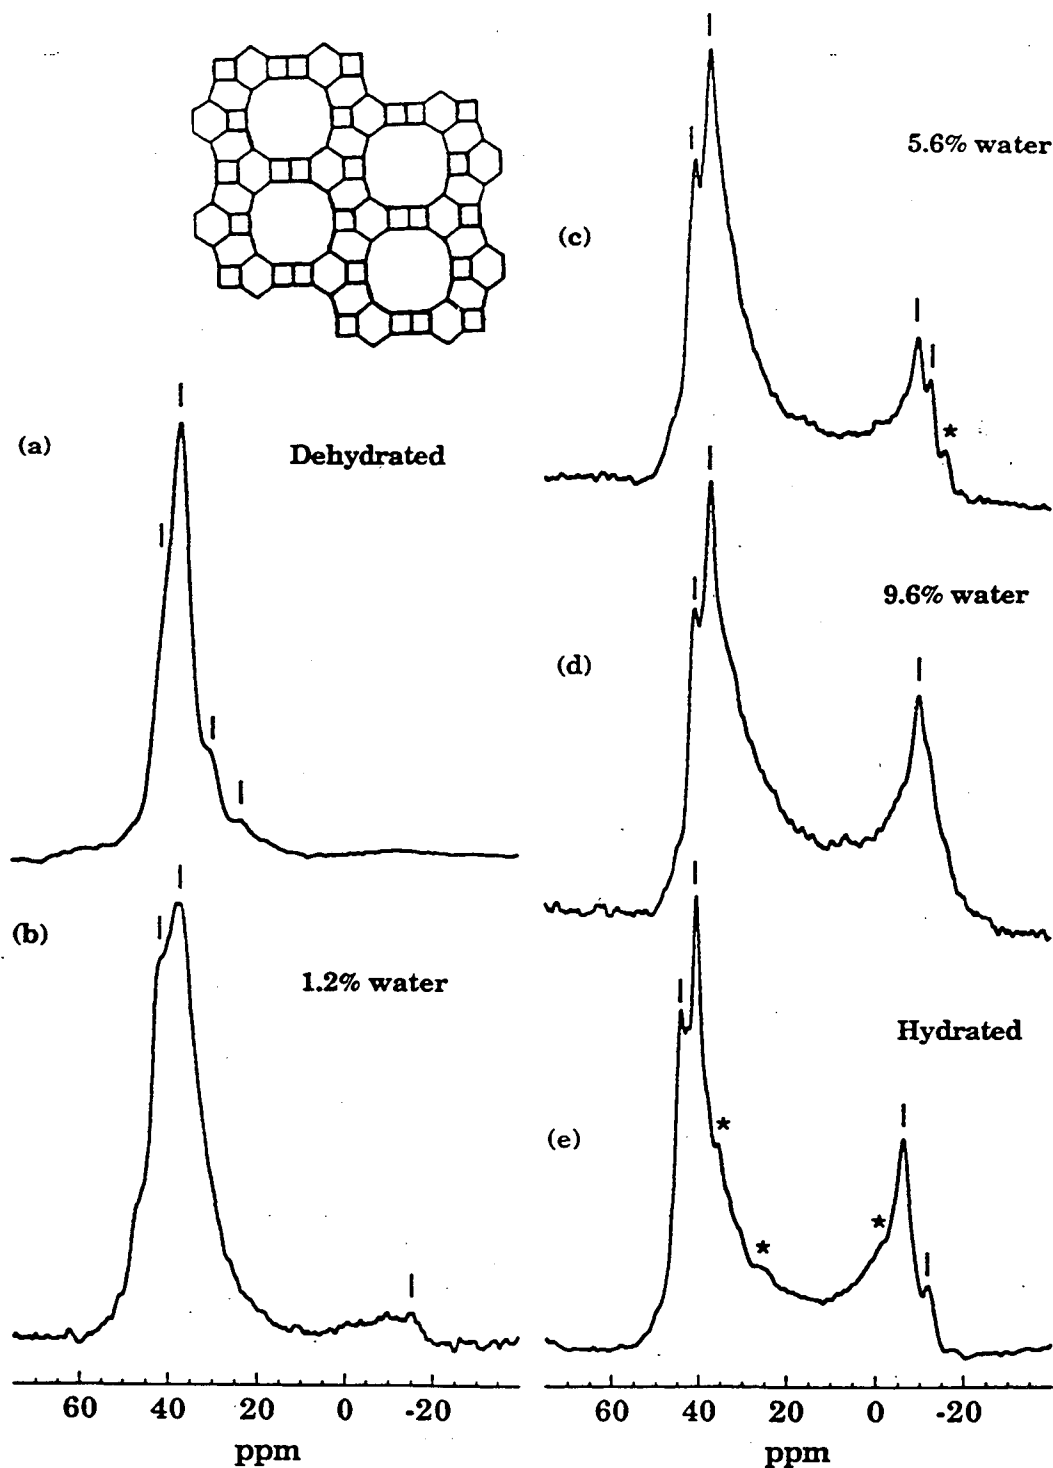 (a)
Dehydrated
(b)
1.2% water
60 40 20 0 -20
ppm
(c)
5.6% water
*
(d)
9.6% water
(e)
Hydrated
*
*
*
60 40 20 0 -20
ppm